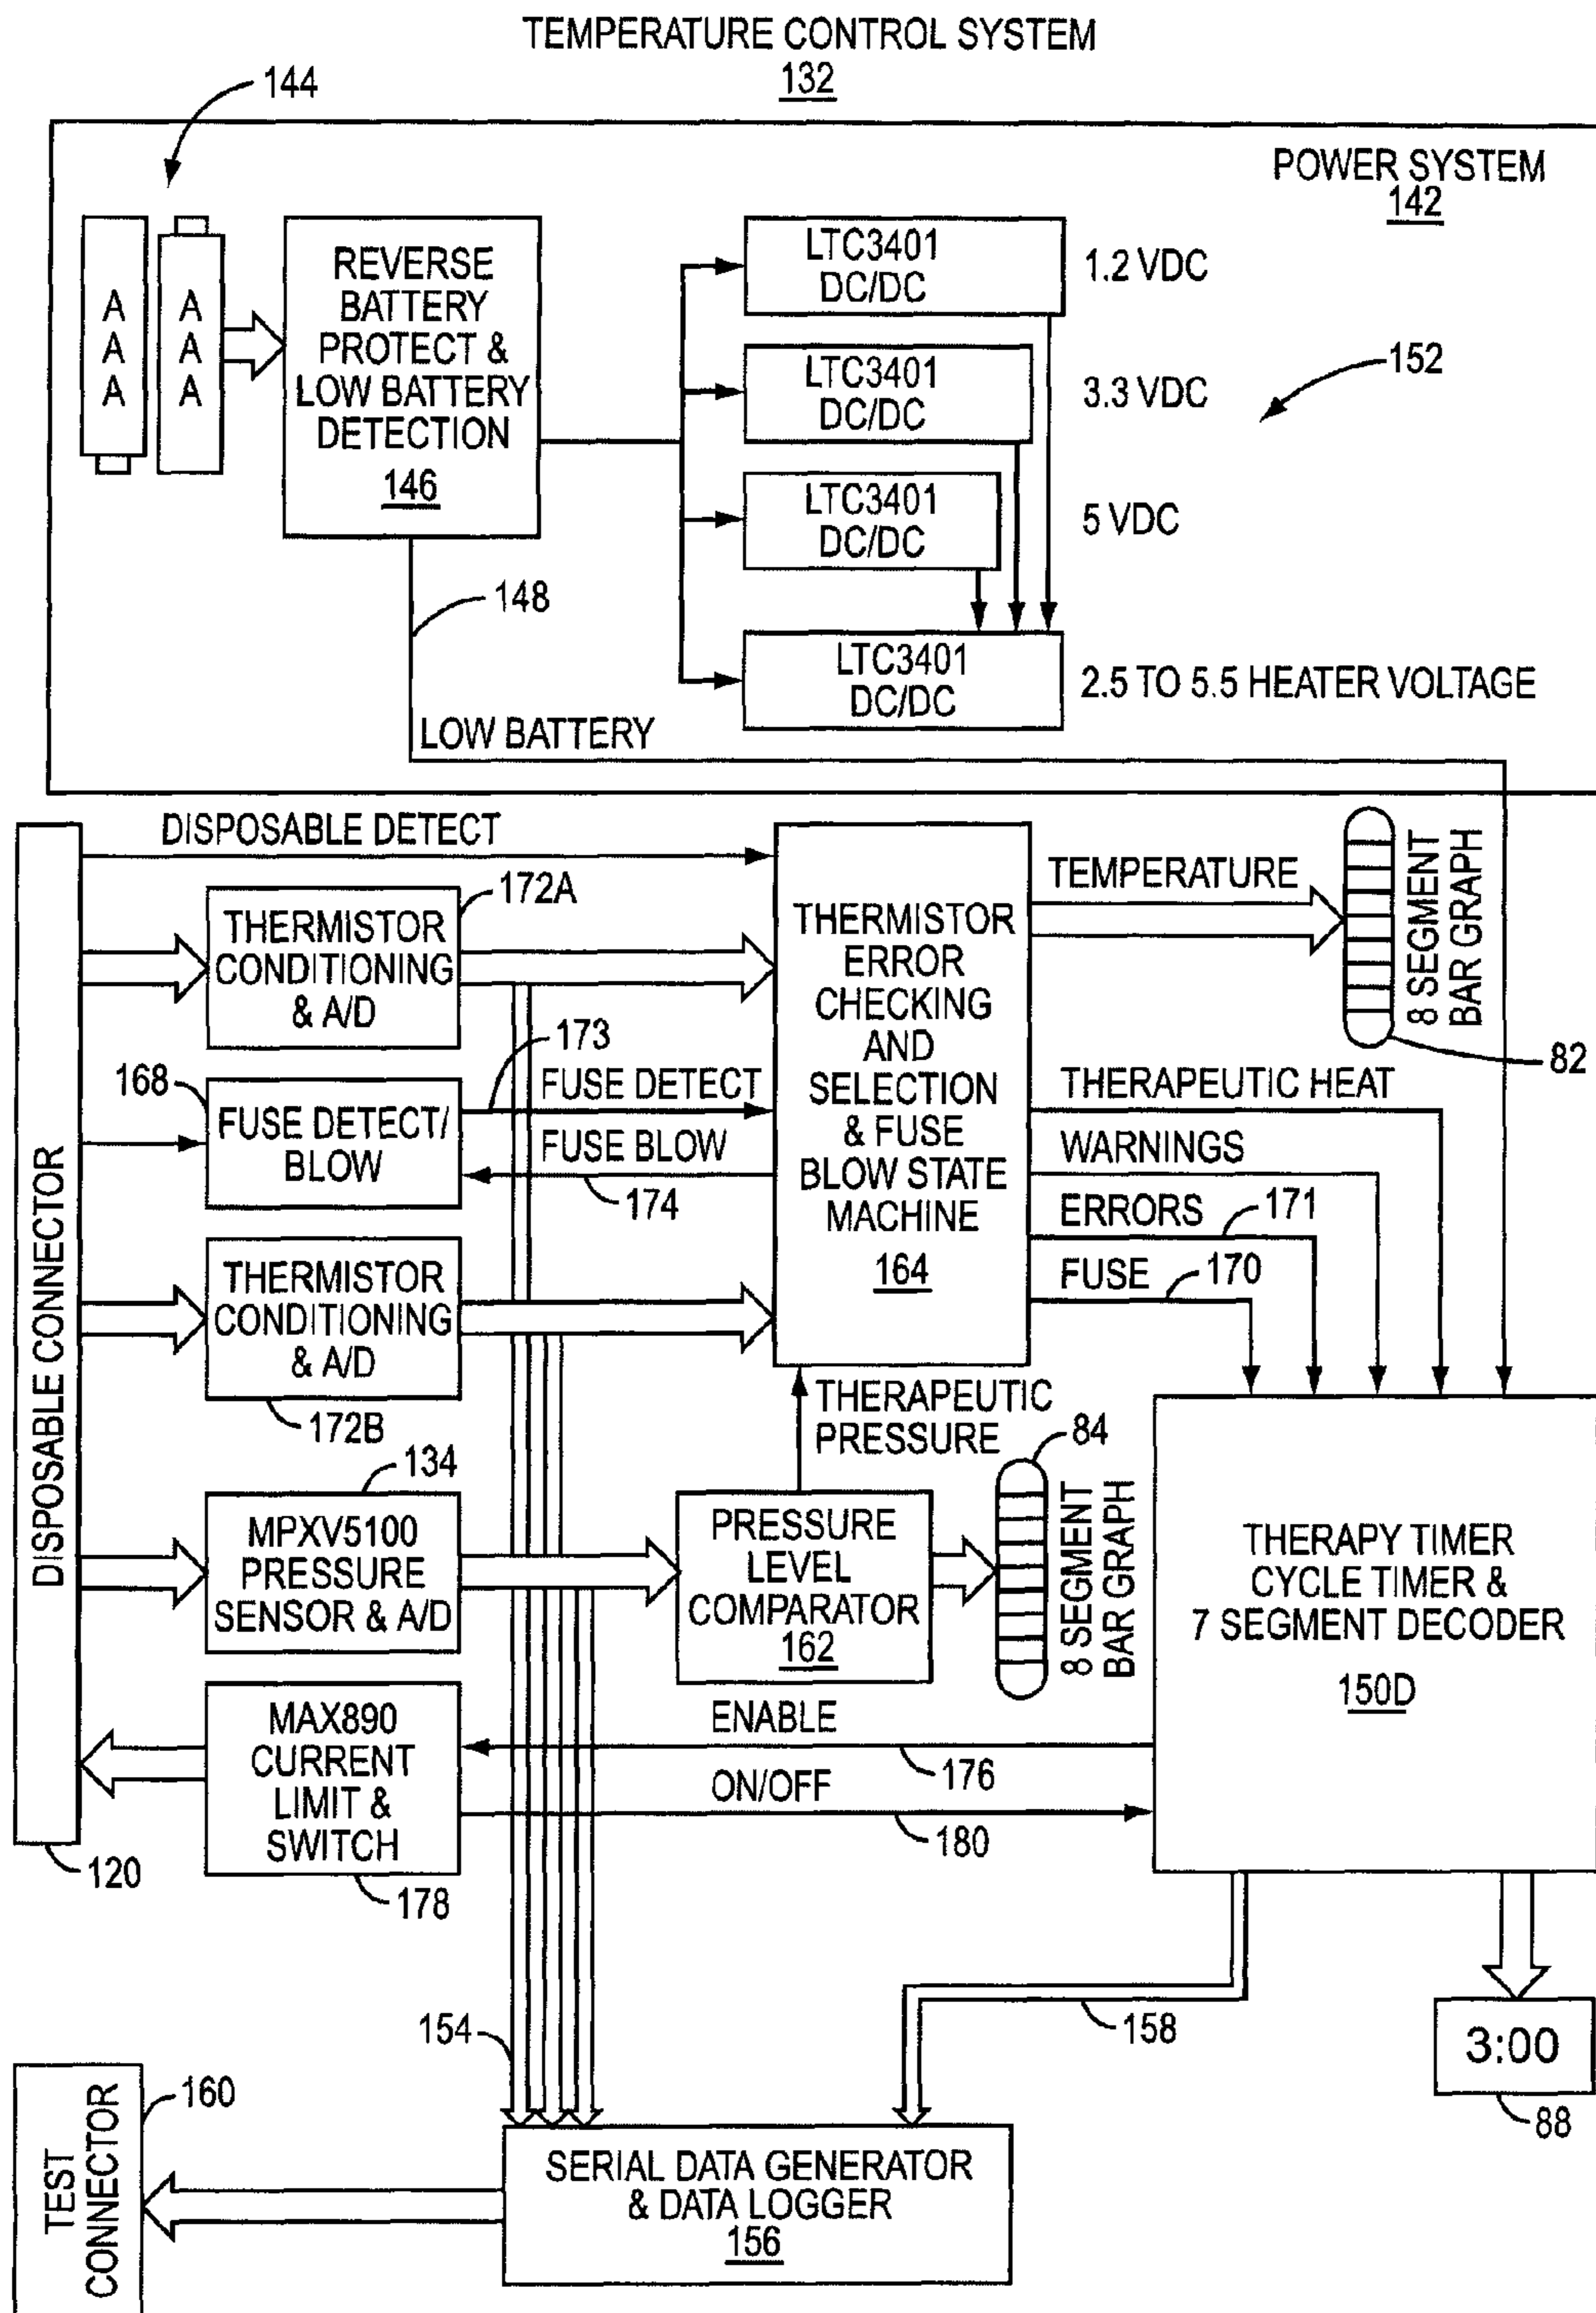 TEMPERATURE CONTROL SYSTEM
132
144
POWER SYSTEM
142
A
A
A
A
A
A
REVERSE
BATTERY
PROTECT &
LOW BATTERY
DETECTION
146
LTC3401
DC/DC
1.2 VDC
LTC3401
DC/DC
3.3 VDC
152
LTC3401
DC/DC
5 VDC
148
LTC3401
DC/DC
2.5 TO 5.5 HEATER VOLTAGE
LOW BATTERY
DISPOSABLE DETECT
172A
THERMISTOR
CONDITIONING
& A/D
THERMISTOR
ERROR
CHECKING
AND
SELECTION
& FUSE
BLOW STATE
MACHINE
164
TEMPERATURE
8 SEGMENT
BAR GRAPH
82
173
168
FUSE DETECT/
BLOW
FUSE DETECT
FUSE BLOW
174
THERAPEUTIC HEAT
WARNINGS
ERRORS
171
FUSE
170
DISPOSABLE CONNECTOR
THERMISTOR
CONDITIONING
& A/D
172B
THERAPEUTIC
PRESSURE
134
84
MPXV5100
PRESSURE
SENSOR & A/D
PRESSURE
LEVEL
COMPARATOR
162
8 SEGMENT
BAR GRAPH
THERAPY TIMER
CYCLE TIMER &
7 SEGMENT DECODER
150D
MAX890
CURRENT
LIMIT &
SWITCH
ENABLE
176
ON/OFF
180
120
178
154
158
3:00
88
160
TEST
CONNECTOR
SERIAL DATA GENERATOR
& DATA LOGGER
156